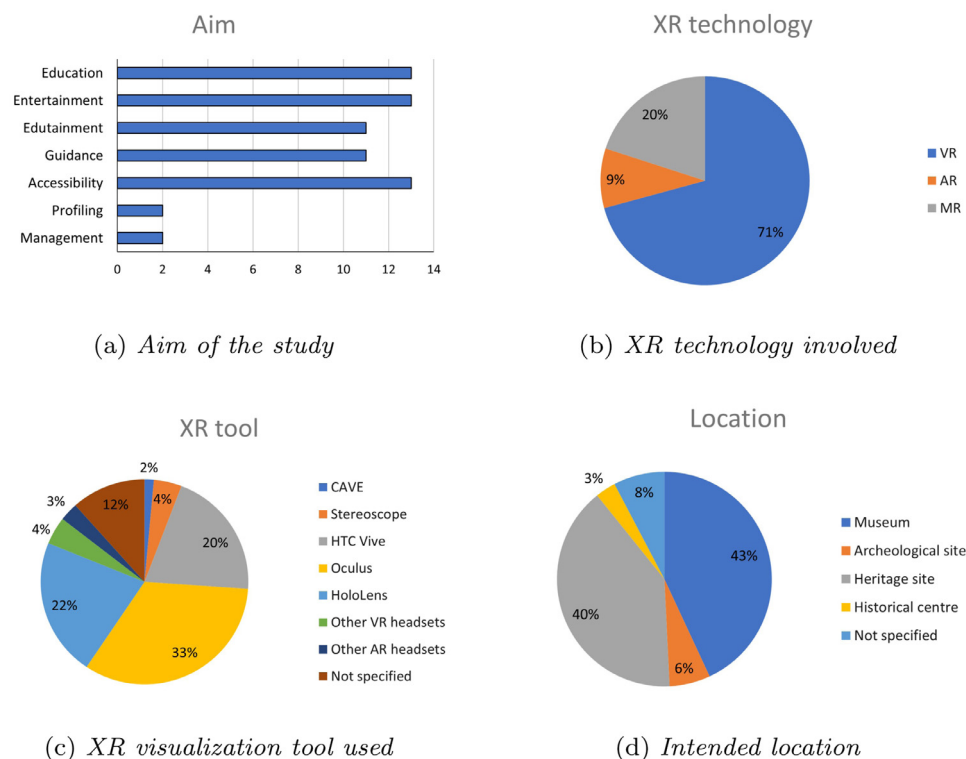 Aim
Education
Entertainment
Edutainment
Guidance
Accessibility
Profiling
Management
0 2 4 6 8 10 12 14
(a) Aim of the study
XR technology
20%
9%
71%
VR
AR
MR
(b) XR technology involved
XR tool
2%
4%
3%
12%
4%
20%
22%
33%
CAVE
Stereoscope
HTC Vive
Oculus
HoloLens
Other VR headsets
Other AR headsets
Not specified
(c) XR visualization tool used
Location
3%
8%
43%
40%
6%
Museum
Archeological site
Heritage site
Historical centre
Not specified
(d) Intended location